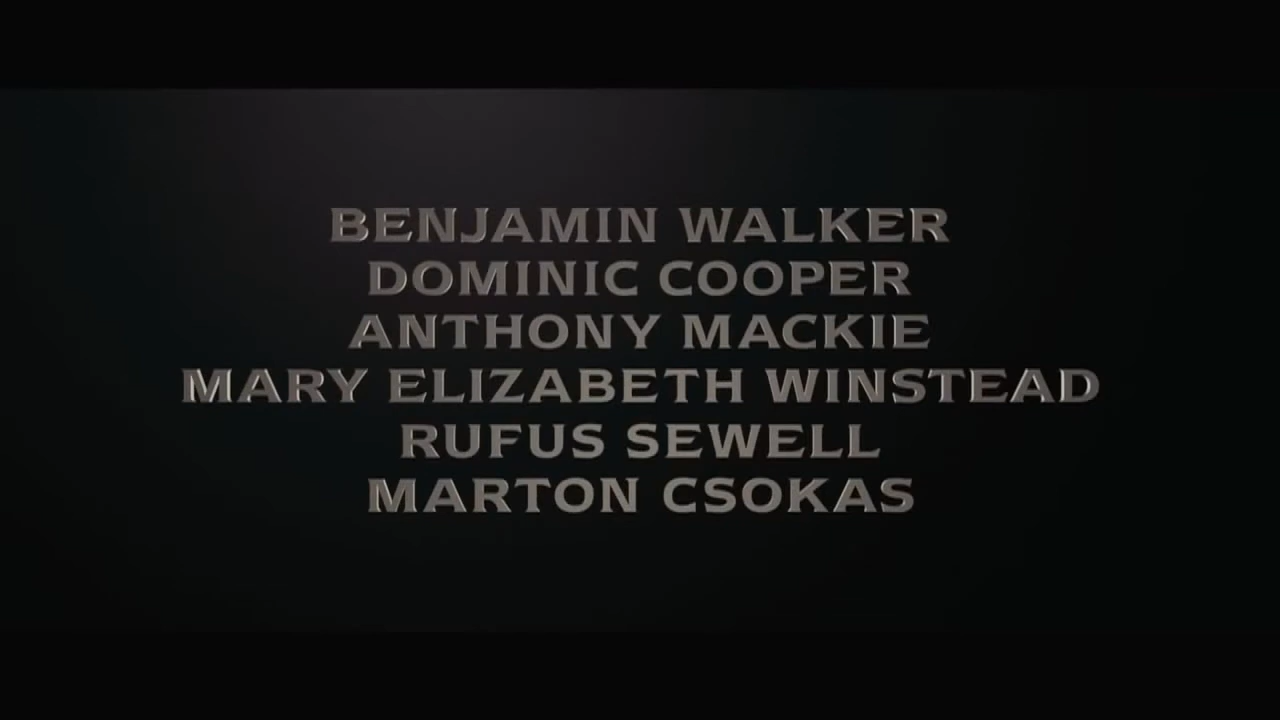 BENJAMIN WALKER
DOMINIC COOPER
ANTHONY MACKIE
MARY ELIZABETH WINSTEAD
RUFUS SEWELL
MARTON CSOKAS